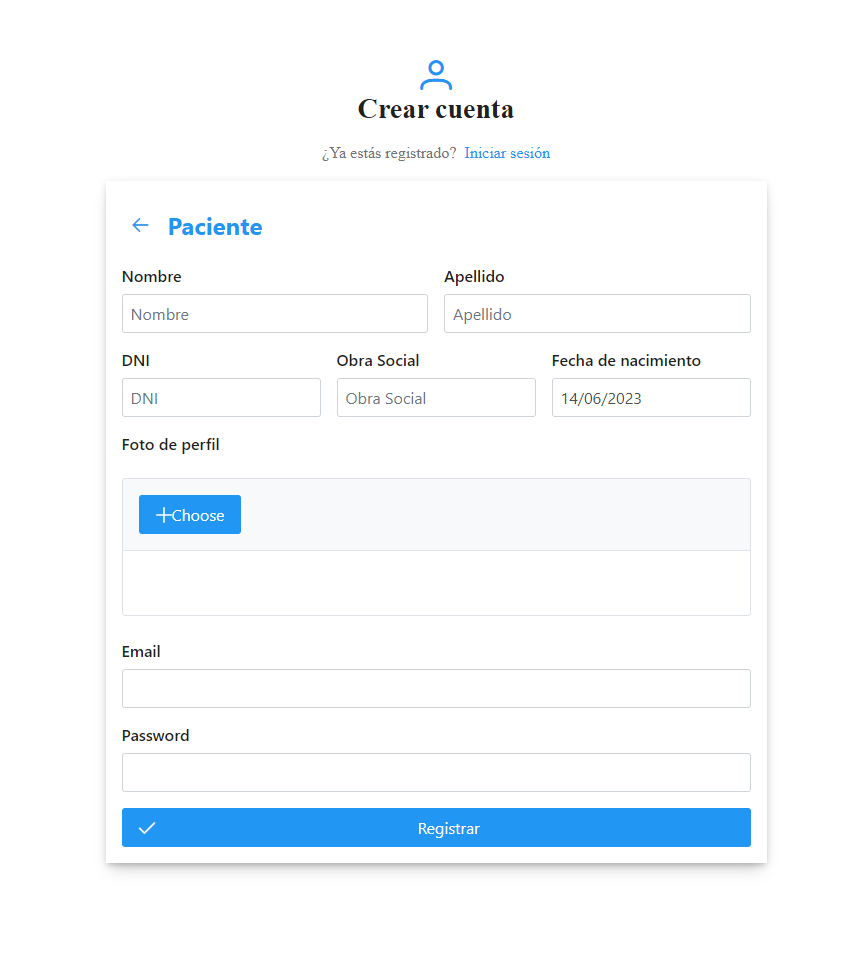 Crear cuenta
¿Ya estás registrado? Iniciar sesión
Paciente
Nombre Apellido
Nombre Apellido
DNI Obra Social Fecha de nacimiento
DNI Obra Social 14/06/2023
Foto de perfil
Choose
Email
Password
Registrar